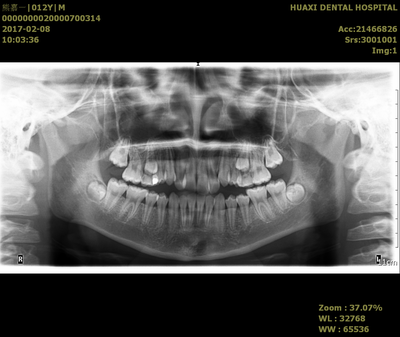 012Y|M
0000000020000700314
2017-02-08
10:03:36
HUAXI DENTAL HOSPITAL
Acc:21466826
Srs:3001001
Img:1
R
L
Zoom : 37.07%
WL : 32768
WW : 65536